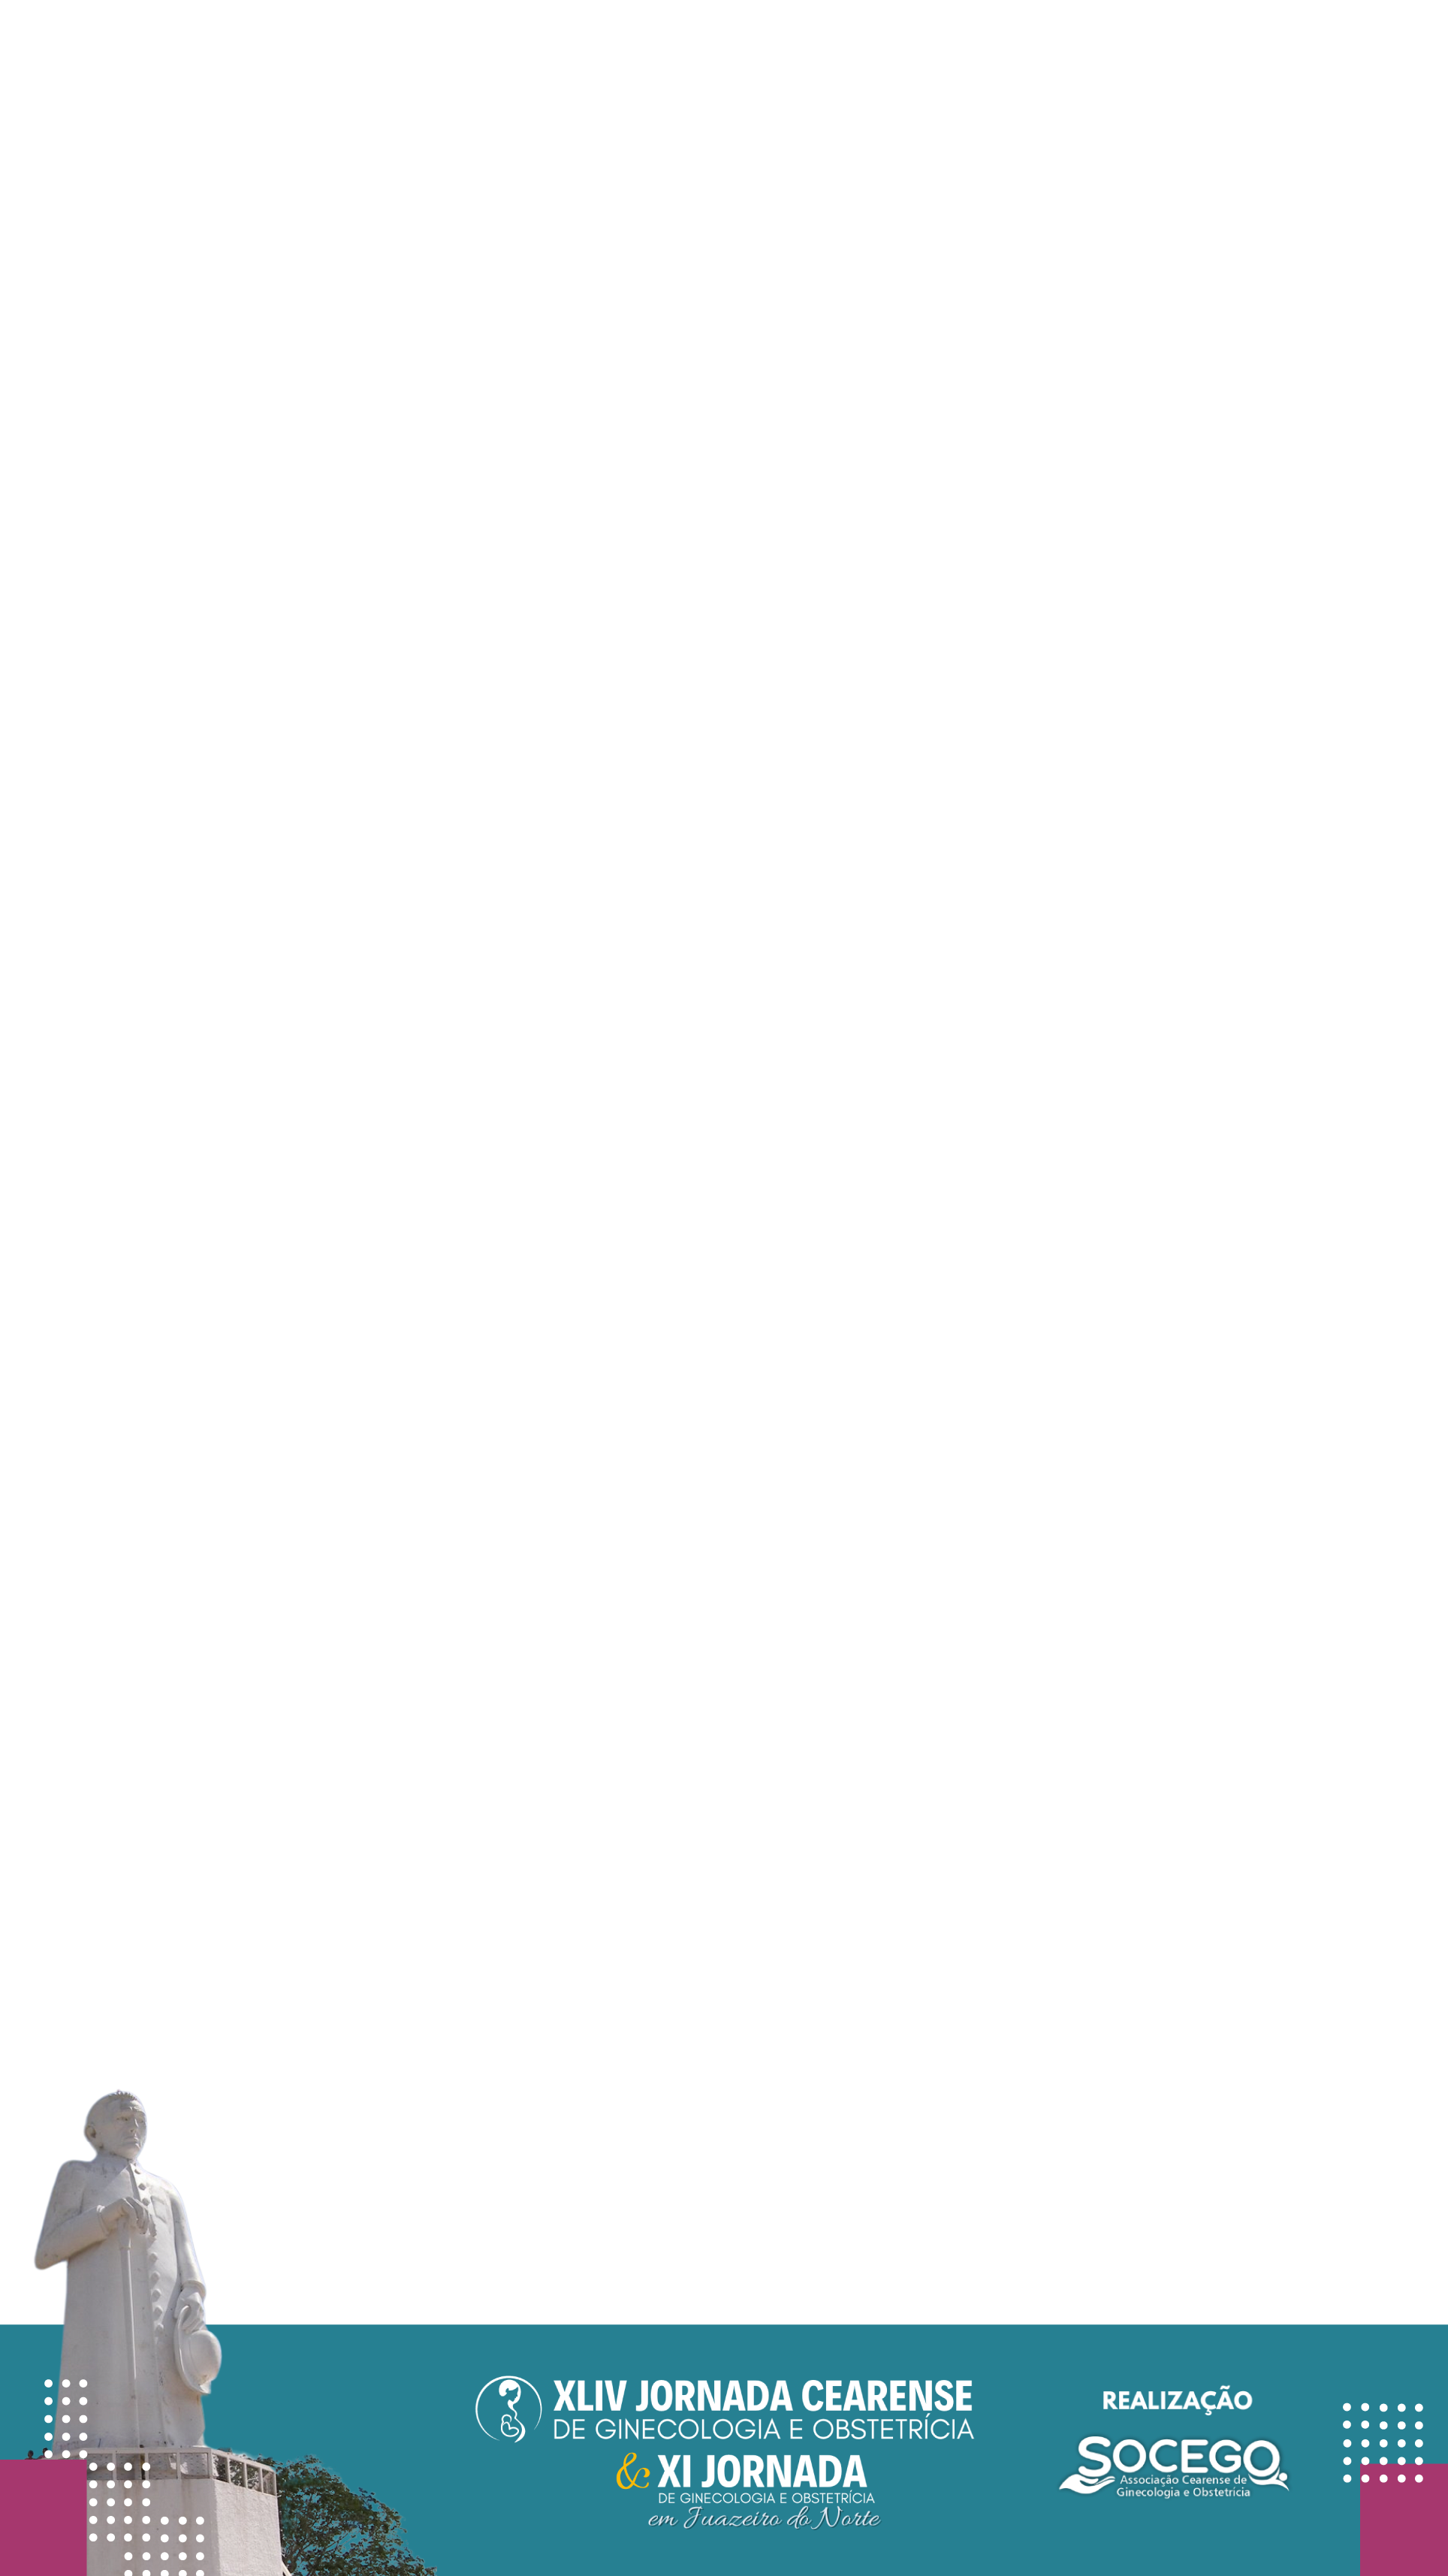 XLIV JORNADA CEARENSE
DE GINECOLOGIA E OBSTETRÍCIA
& XI JORNADA
DE GINECOLOGIA E OBSTETRÍCIA
em Juazeiro do Norte
REALIZAÇÃO
SOCEGO
Associação Cearense de
Ginecologia e Obstetrícia